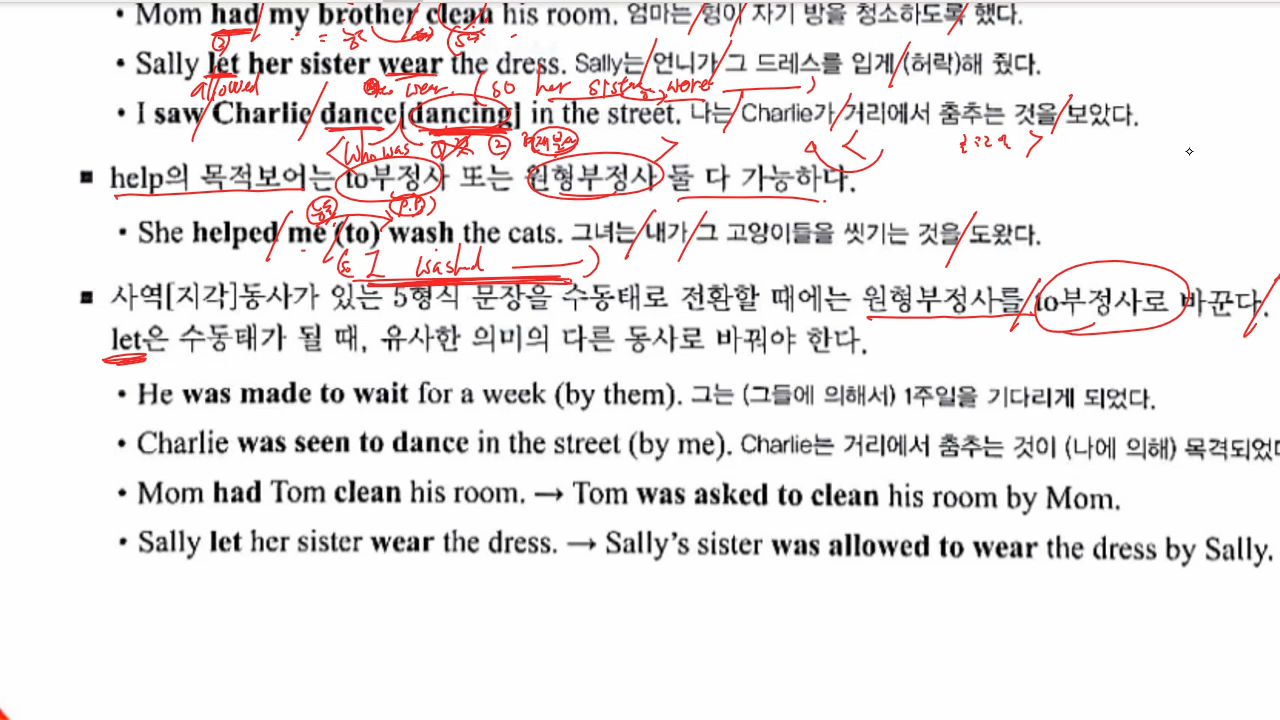 • Mom had my brother clean his room. 엄마는 형이 자기 방을 청소하도록 했다.
• Sally let her sister wear the dress. Sally는 언니가 그 드레스를 입게 (허락)해 줬다.
allowed wear. (so her sister wore )
• I saw Charlie dance[dancing] in the street. 나는 Charlie가 거리에서 춤추는 것을 보았다.
who was ① ②
■ help의 목적보어는 to부정사 또는 원형부정사 둘 다 가능하다.
능동 (P.P)
• She helped me (to) wash the cats. 그녀는 내가 그 고양이들을 씻기는 것을 도왔다.
(so I washed )
■ 사역[지각]동사가 있는 5형식 문장을 수동태로 전환할 때에는 원형부정사를 to부정사로 바꾼다.
let은 수동태가 될 때, 유사한 의미의 다른 동사로 바꿔야 한다.
• He was made to wait for a week (by them). 그는 (그들에 의해서) 1주일을 기다리게 되었다.
• Charlie was seen to dance in the street (by me). Charlie는 거리에서 춤추는 것이 (나에 의해) 목격되었
• Mom had Tom clean his room. → Tom was asked to clean his room by Mom.
• Sally let her sister wear the dress. → Sally's sister was allowed to wear the dress by Sally.